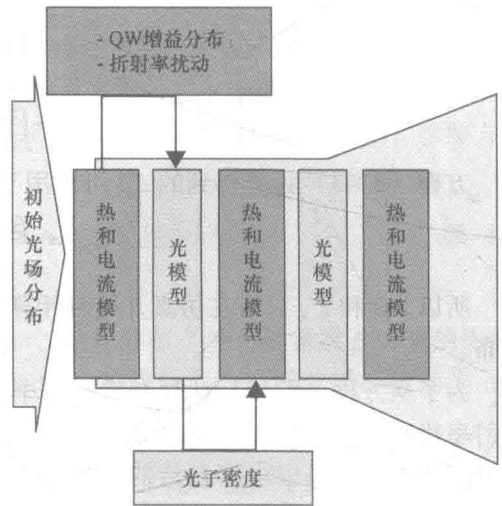 - QW增益分布
- 折射率扰动
初始光场分布
热和电流模型
光模型
热和电流模型
光模型
热和电流模型
光子密度